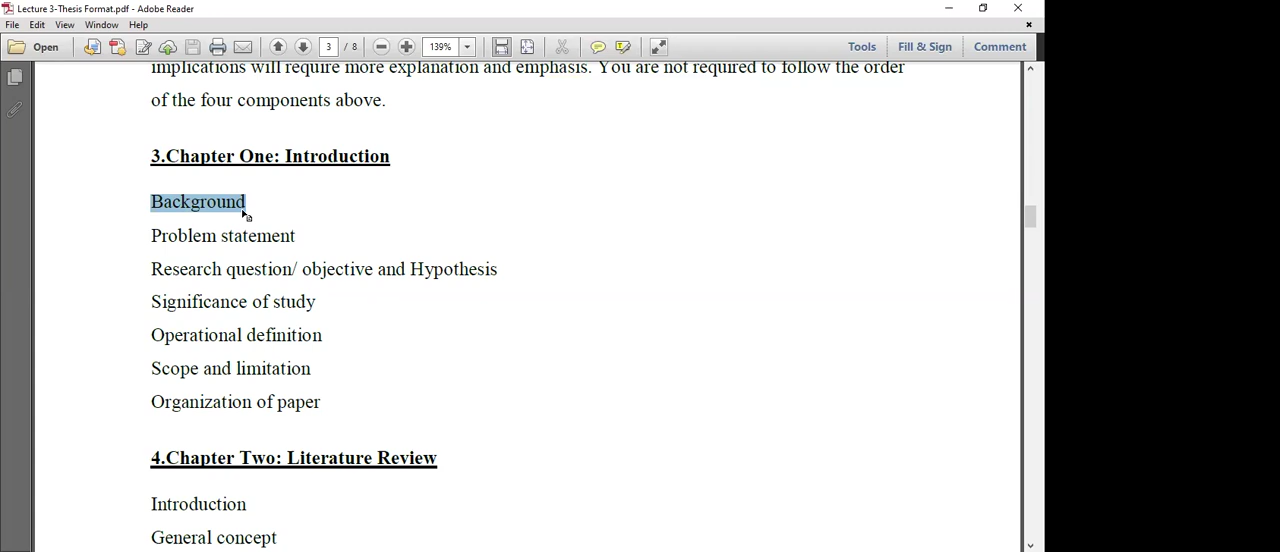 Lecture 3-Thesis Format.pdf - Adobe Reader
File Edit View Window Help
Open 3 / 8 139% Tools Fill & Sign Comment
implications will require more explanation and emphasis. You are not required to follow the order
of the four components above.
3.Chapter One: Introduction
Background
Problem statement
Research question/ objective and Hypothesis
Significance of study
Operational definition
Scope and limitation
Organization of paper
4.Chapter Two: Literature Review
Introduction
General concept